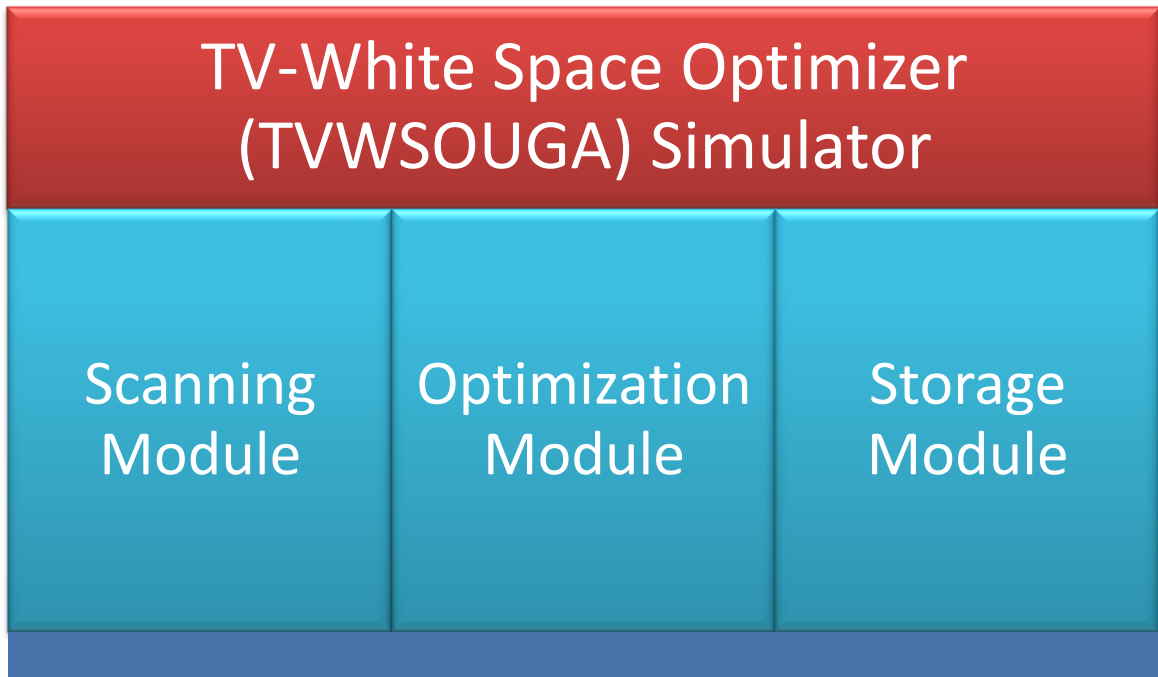 TV-White Space Optimizer
(TVWSOUGA) Simulator
Scanning
Module
Optimization
Module
Storage
Module